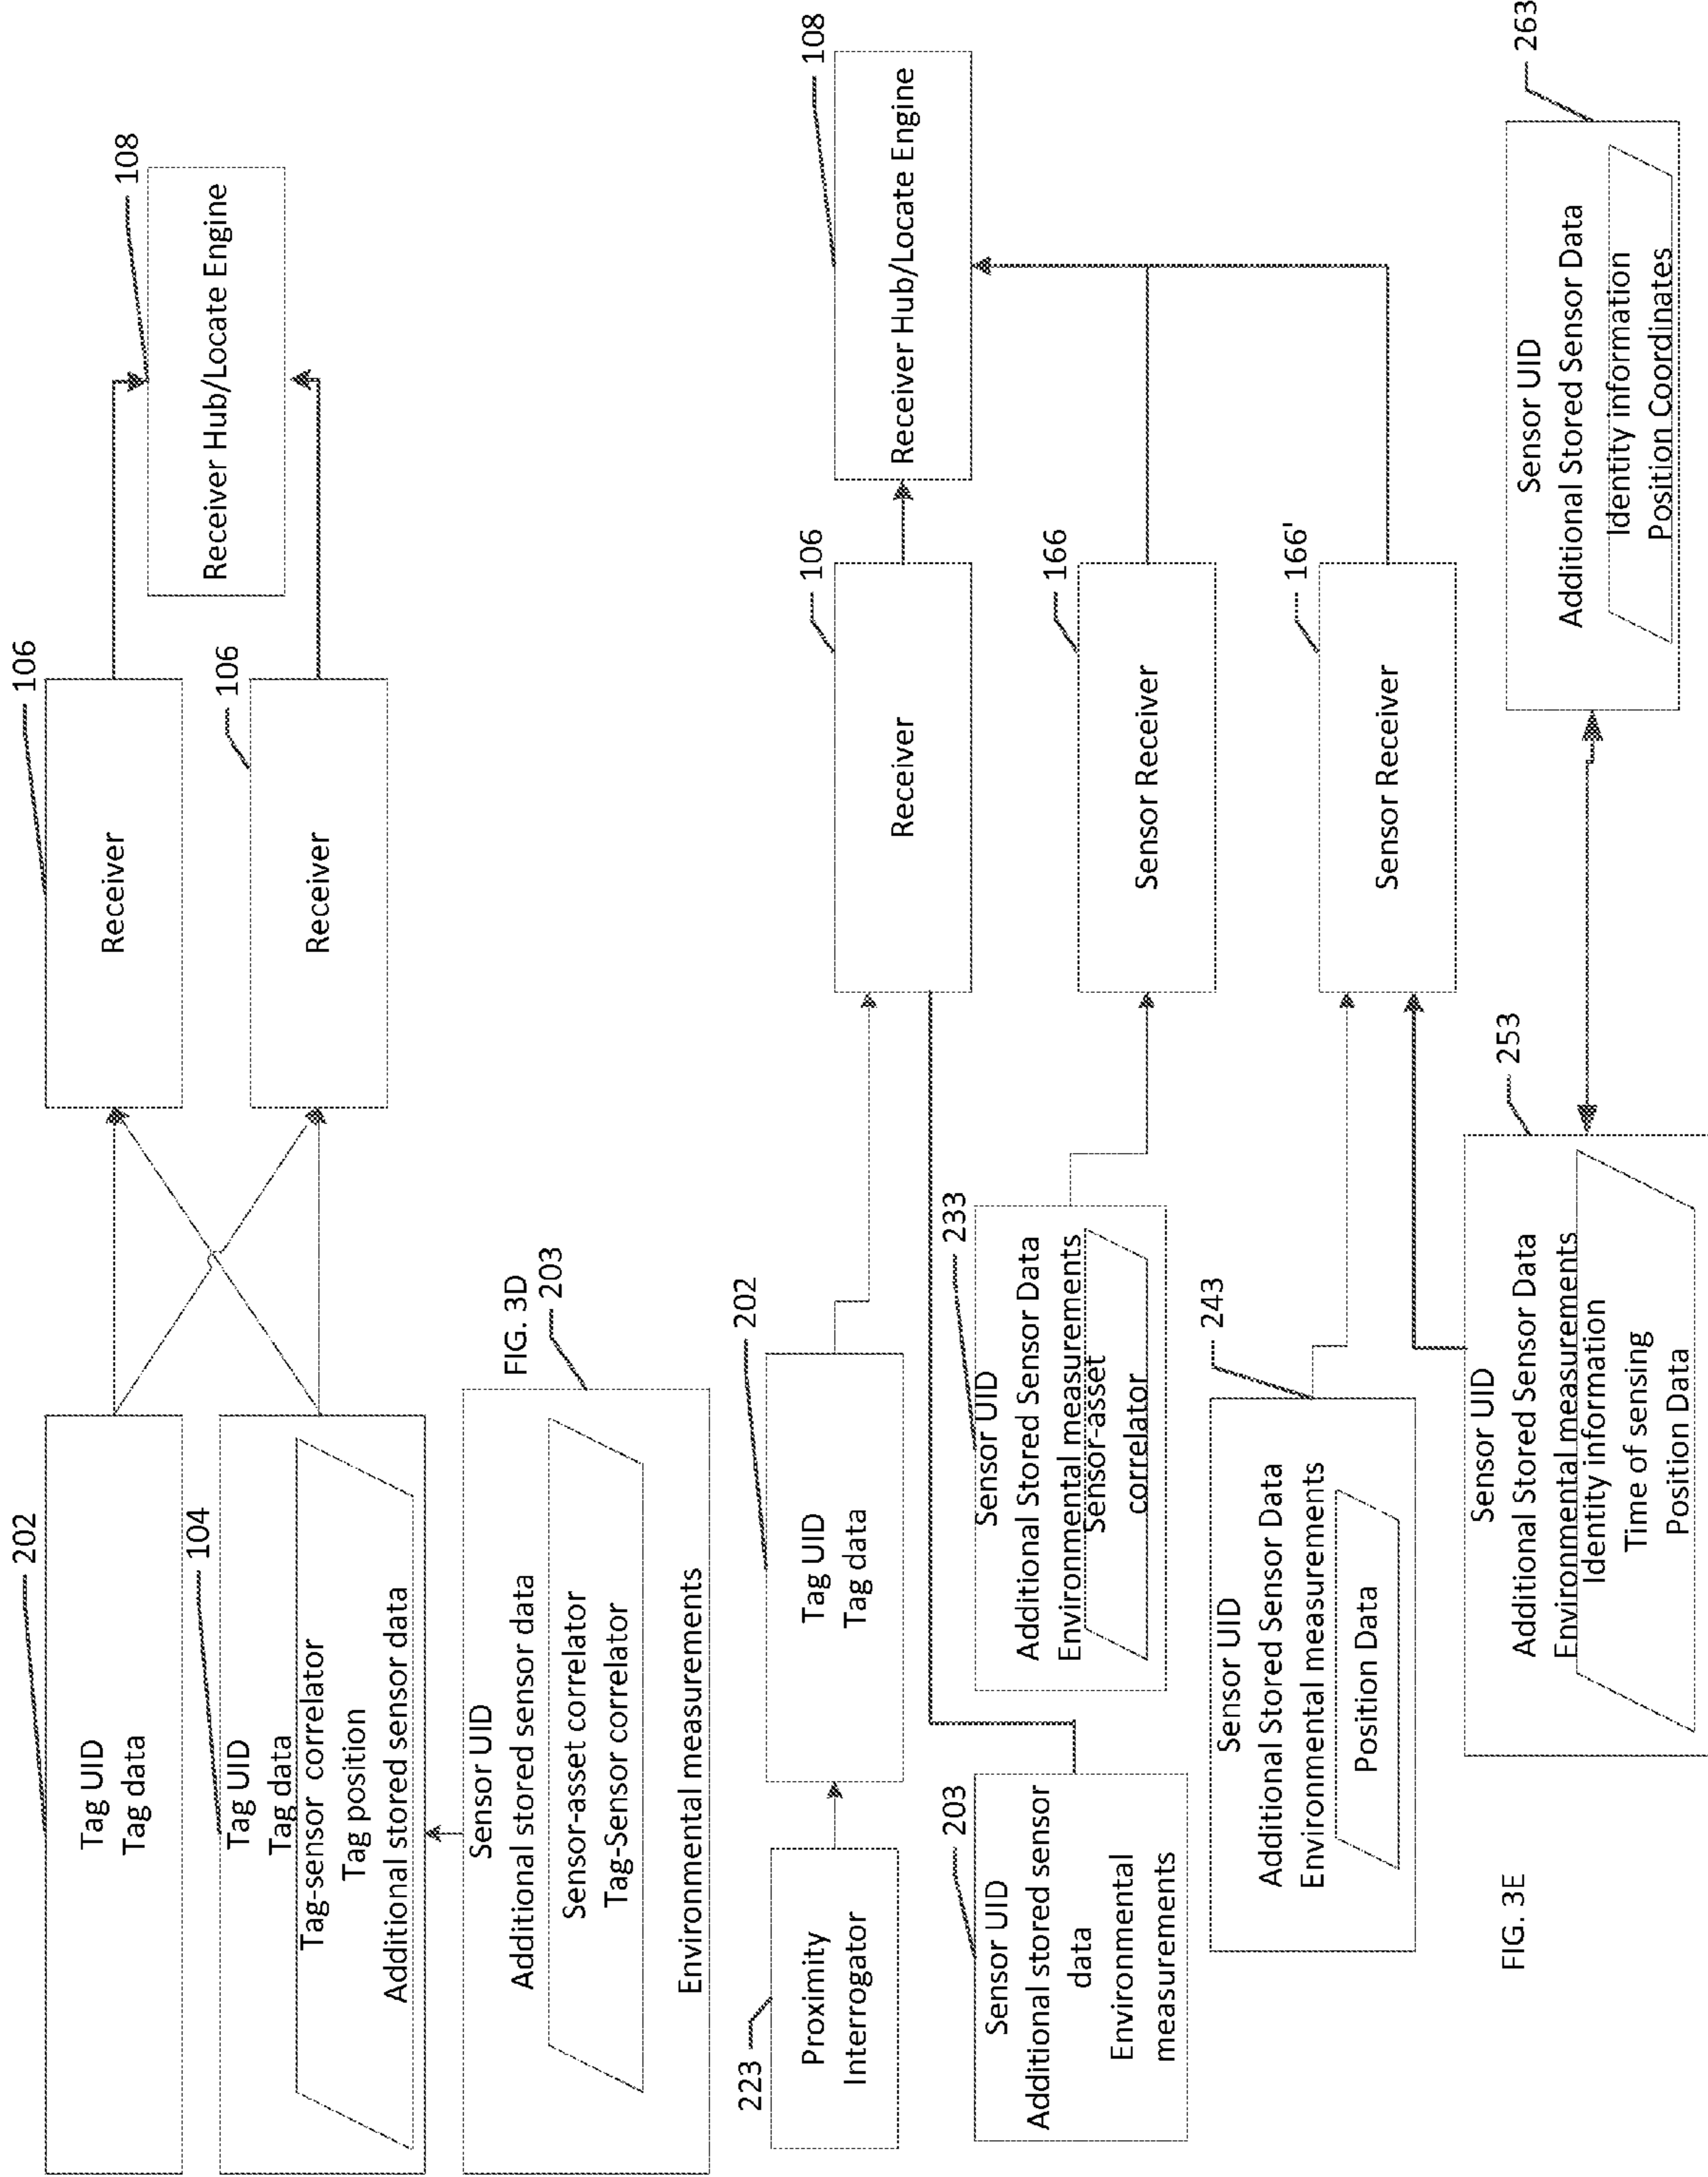 202
Tag UID
Tag data
106
Receiver
104
Tag UID
Tag data
Tag-sensor correlator
Tag position
Additional stored sensor data
106
Receiver
108
Receiver Hub/Locate Engine
FIG. 3D
203
Sensor UID
Additional stored sensor data
Sensor-asset correlator
Tag-Sensor correlator
Environmental measurements
223
Proximity
Interrogator
202
Tag UID
Tag data
106
Receiver
108
Receiver Hub/Locate Engine
203
Sensor UID
Additional stored sensor
data
Environmental
measurements
233
Sensor UID
Additional Stored Sensor Data
Environmental measurements
Sensor-asset
correlator
166
Sensor Receiver
243
Sensor UID
Additional Stored Sensor Data
Environmental measurements
Position Data
166'
Sensor Receiver
253
Sensor UID
Additional Stored Sensor Data
Environmental measurements
Identity information
Time of sensing
Position Data
263
Sensor UID
Additional Stored Sensor Data
Identity information
Position Coordinates
FIG. 3E